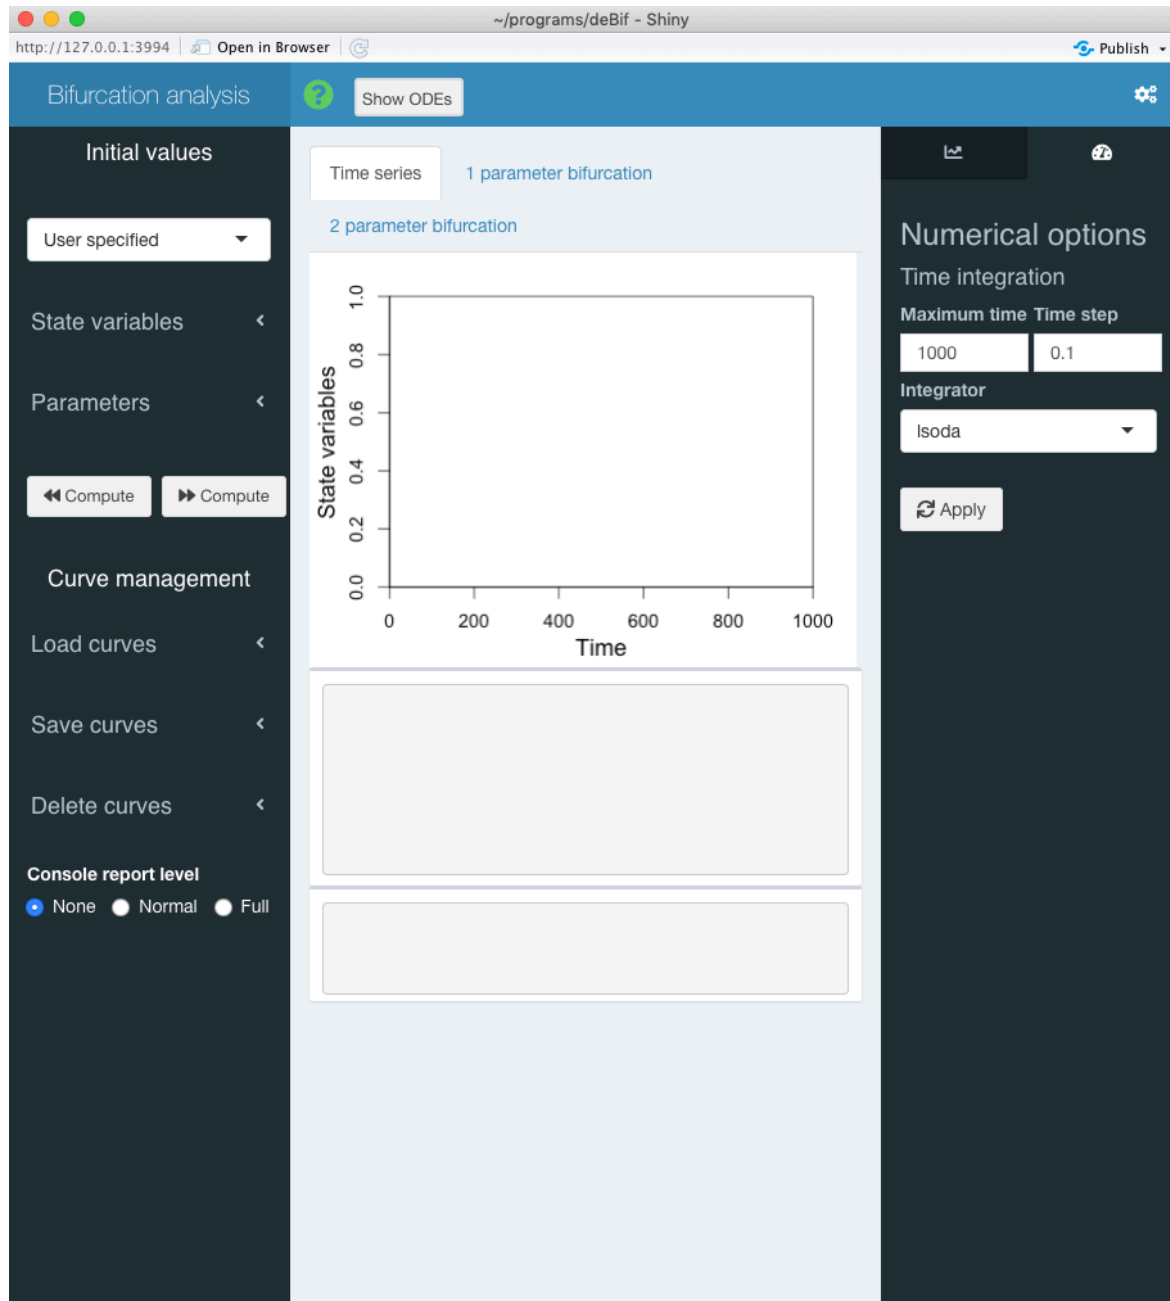 ~/programs/deBif - Shiny
http://127.0.0.1:3994 Open in Browser Publish
Bifurcation analysis
Show ODEs
Initial values
User specified
State variables
Parameters
Compute Compute
Curve management
Load curves
Save curves
Delete curves
Console report level
None Normal Full
Time series 1 parameter bifurcation
2 parameter bifurcation
State variables
1.0
0.8
0.6
0.4
0.2
0.0
0 200 400 600 800 1000
Time
Numerical options
Time integration
Maximum time Time step
1000 0.1
Integrator
lsoda
Apply